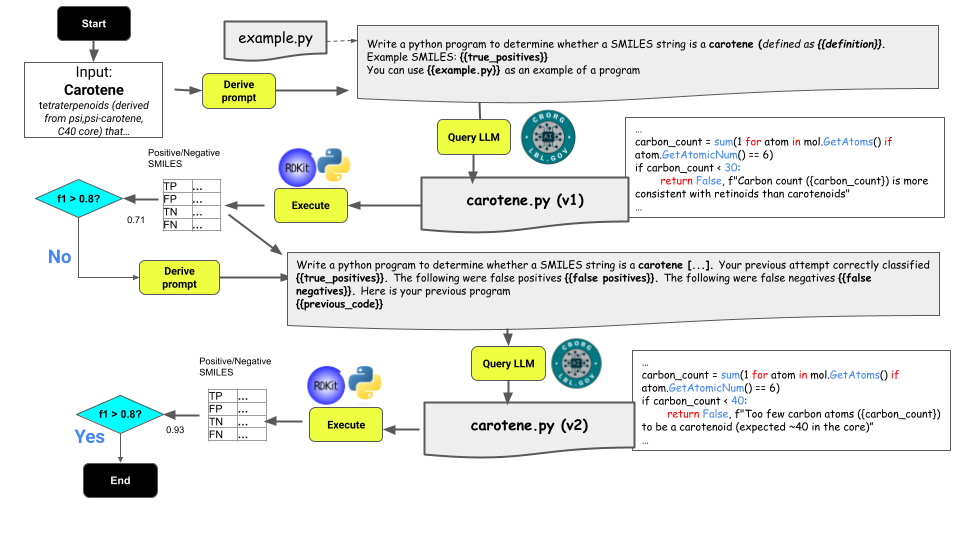 Start
Input:
Carotene
tetraterpenoids (derived
from psi,psi-carotene,
C40 core) that…
Derive
prompt
example.py
Write a python program to determine whether a SMILES string is a carotene (defined as {{definition}}.
Example SMILES: {{true_positives}}
You can use {{example.py}} as an example of a program
Query LLM
CBORG
AI
LBL.GOV
...
carbon_count = sum(1 for atom in mol.GetAtoms() if
atom.GetAtomicNum() == 6)
if carbon_count < 30:
return False, f"Carbon count ({carbon_count}) is more
consistent with retinoids than carotenoids"
...
carotene.py (v1)
RDKit
Execute
Positive/Negative
SMILES
TP ...
FP ...
TN ...
FN ...
f1 > 0.8?
0.71
No
Derive
prompt
Write a python program to determine whether a SMILES string is a carotene [...]. Your previous attempt correctly classified
{{true_positives}}. The following were false positives {{false positives}}. The following were false negatives {{false
negatives}}. Here is your previous program
{{previous_code}}
Query LLM
CBORG
AI
LBL.GOV
...
carbon_count = sum(1 for atom in mol.GetAtoms() if
atom.GetAtomicNum() == 6)
if carbon_count < 40:
return False, f"Too few carbon atoms ({carbon_count})
to be a carotenoid (expected ~40 in the core)"
...
carotene.py (v2)
RDKit
Execute
Positive/Negative
SMILES
TP ...
FP ...
TN ...
FN ...
f1 > 0.8?
0.93
Yes
End